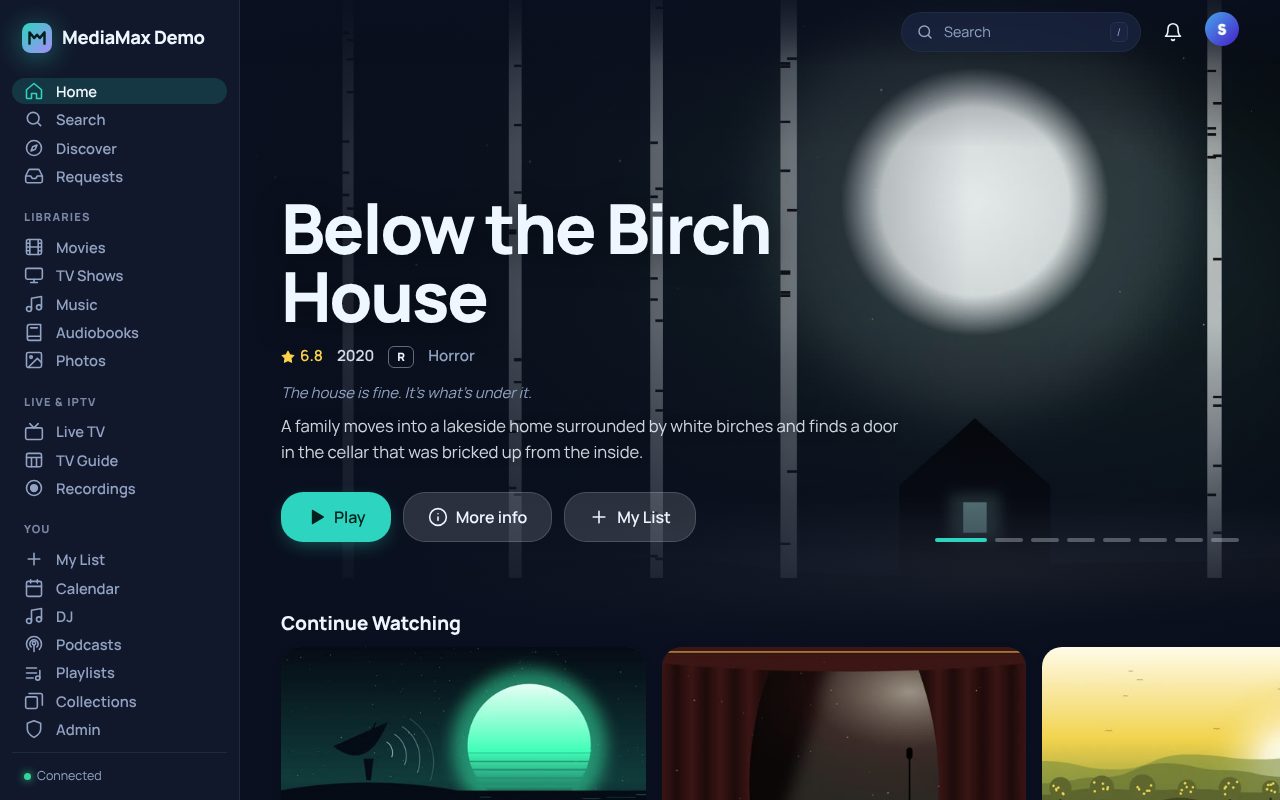 MediaMax Demo
Home
Search
Discover
Requests
LIBRARIES
Movies
TV Shows
Music
Audiobooks
Photos
LIVE & IPTV
Live TV
TV Guide
Recordings
YOU
My List
Calendar
DJ
Podcasts
Playlists
Collections
Admin
Connected
Search /
S
Below the Birch
House
6.8 2020 R Horror
The house is fine. It's what's under it.
A family moves into a lakeside home surrounded by white birches and finds a door
in the cellar that was bricked up from the inside.
Play More info My List
Continue Watching